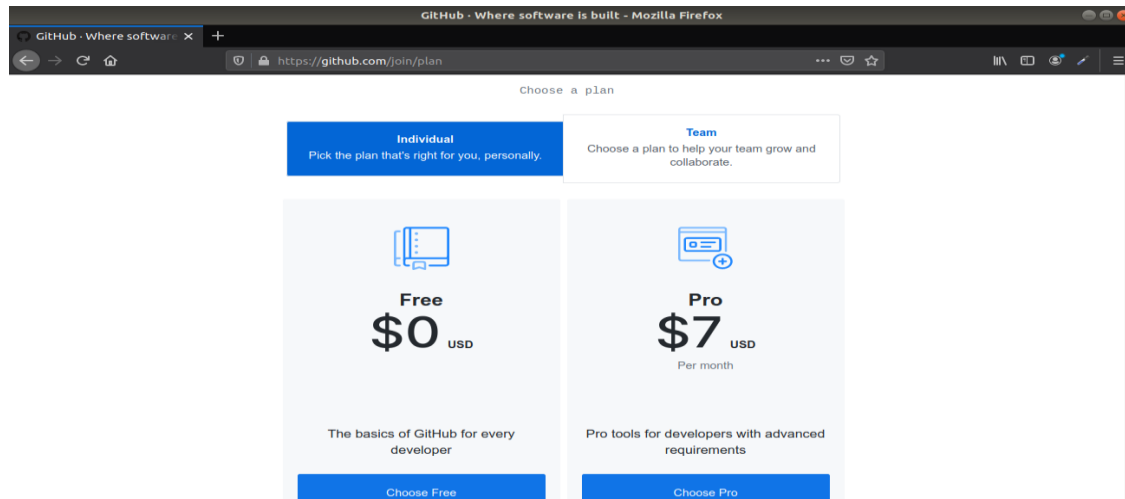 GitHub · Where software is built - Mozilla Firefox
GitHub · Where software
https://github.com/join/plan
Choose a plan
Individual
Pick the plan that's right for you, personally.
Team
Choose a plan to help your team grow and
collaborate.
Free
$0 USD
The basics of GitHub for every
developer
Choose Free
Pro
$7 USD
Per month
Pro tools for developers with advanced
requirements
Choose Pro